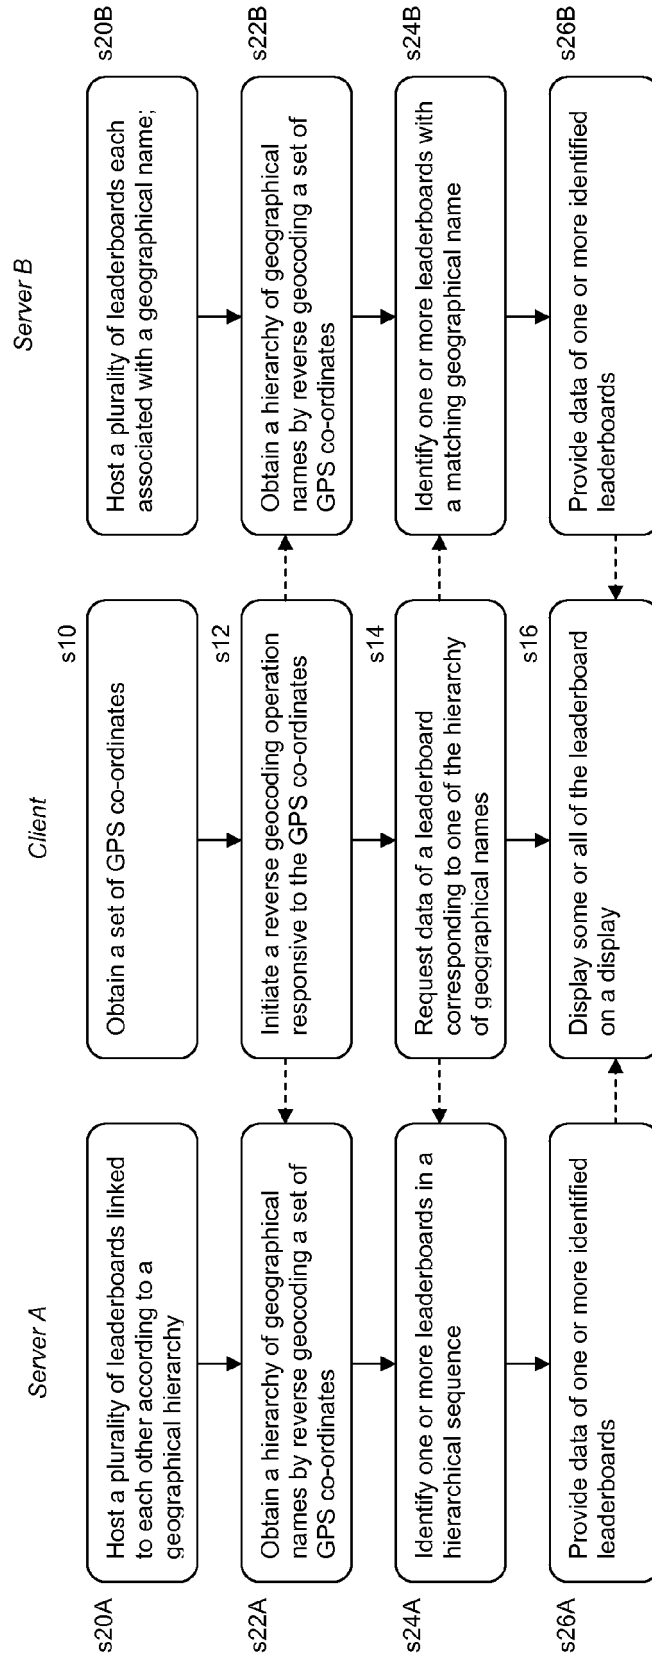 Server A
Client
Server B
s20A
Host a plurality of leaderboards linked
to each other according to a
geographical hierarchy
s10
Obtain a set of GPS co-ordinates
s20B
Host a plurality of leaderboards each
associated with a geographical name;
s22A
Obtain a hierarchy of geographical
names by reverse geocoding a set of
GPS co-ordinates
s12
Initiate a reverse geocoding operation
responsive to the GPS co-ordinates
s22B
Obtain a hierarchy of geographical
names by reverse geocoding a set of
GPS co-ordinates
s24A
Identify one or more leaderboards in a
hierarchical sequence
s14
Request data of a leaderboard
corresponding to one of the hierarchy
of geographical names
s24B
Identify one or more leaderboards with
a matching geographical name
s26A
Provide data of one or more identified
leaderboards
s16
Display some or all of the leaderboard
on a display
s26B
Provide data of one or more identified
leaderboards